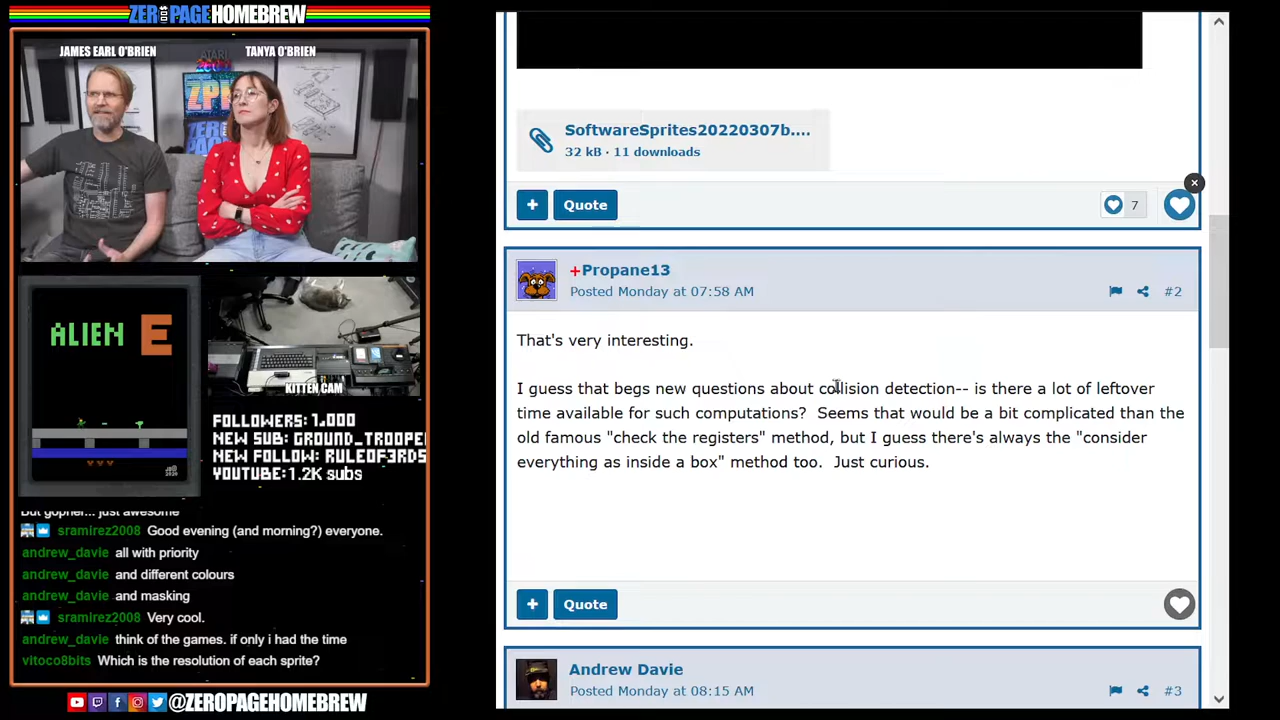 ZERO PAGE HOMEBREW
JAMES EARL O'BRIEN
TANYA O'BRIEN
ATARI
ZPH
ALIEN E
KITTEN CAM
FOLLOWERS: 1,000
NEW SUB: GROUND_TROOPER
NEW FOLLOW: RULEOF3RDS
YOUTUBE: 1.2K subs
But gopher... just awesome
sramirez2008 Good evening (and morning?) everyone.
andrew_davie all with priority
andrew_davie and different colours
andrew_davie and masking
sramirez2008 Very cool.
andrew_davie think of the games. if only i had the time
vitoco8bits Which is the resolution of each sprite?
@ZEROPAGEHOMEBREW
SoftwareSprites20220307b....
32 kB · 11 downloads
+ Quote
7
+Propane13
Posted Monday at 07:58 AM
#2
That's very interesting.
I guess that begs new questions about collision detection-- is there a lot of leftover
time available for such computations?  Seems that would be a bit complicated than the
old famous "check the registers" method, but I guess there's always the "consider
everything as inside a box" method too.  Just curious.
+ Quote
Andrew Davie
Posted Monday at 08:15 AM
#3